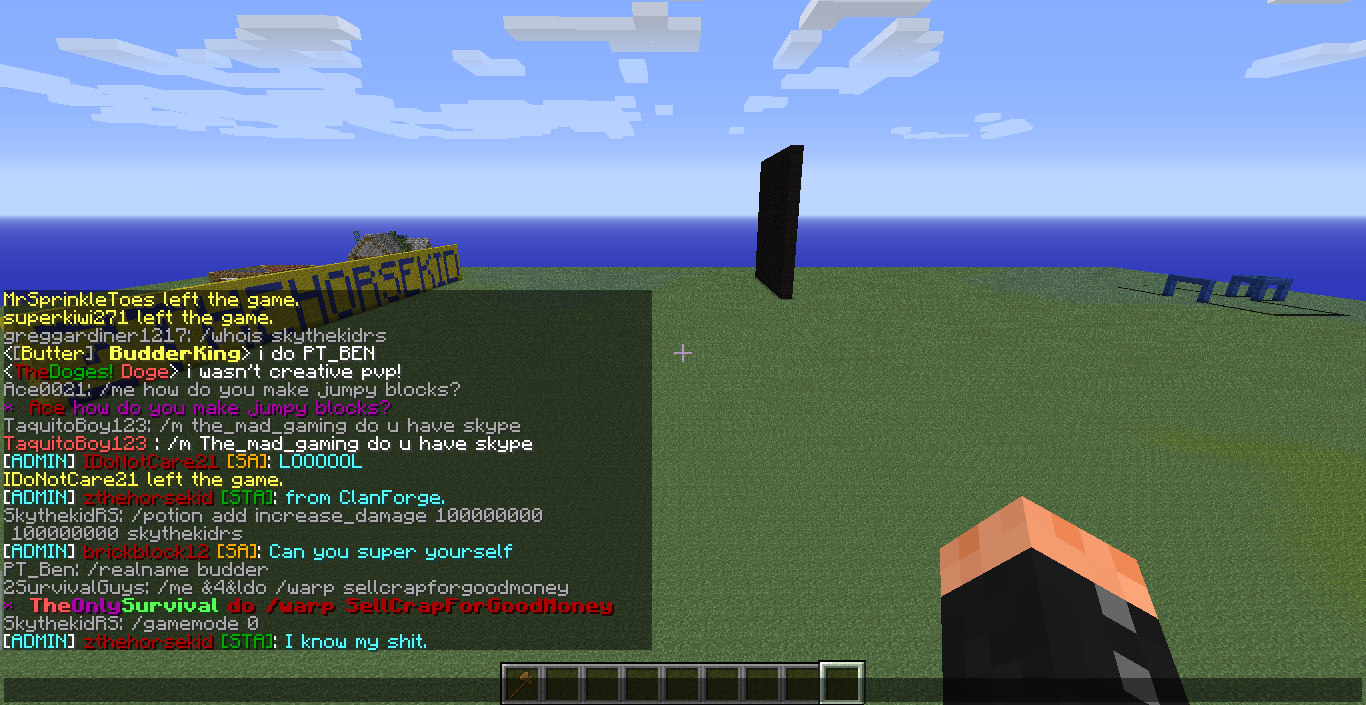 HORSEKID
MrSprinkleToes left the game.
superkiwi271 left the game.
greggardiner1217: /whois skythekidrs
<[Butter] BudderKing> i do PT_BEN
<TheDoges! Doge> i wasn't creative pvp!
Ace0021: /me how do you make jumpy blocks?
* Ace how do you make jumpy blocks?
TaquitoBoy123: /m the_mad_gaming do u have skype
TaquitoBoy123 : /m The_mad_gaming do u have skype
[ADMIN] IDoNotCare21 [SA]: LOOOOOL
IDoNotCare21 left the game.
[ADMIN] zthehorsekid [STA]: from ClanForge.
SkythekidRS: /potion add increase_damage 100000000
100000000 skythekidrs
[ADMIN] brickblock12 [SA]: Can you super yourself
PT_Ben: /realname budder
2SurvivalGuys: /me &4&ldo /warp sellcrapforgoodmoney
* TheOnlySurvival do /warp SellCrapForGoodMoney
SkythekidRS: /gamemode 0
[ADMIN] zthehorsekid [STA]: I know my shit.